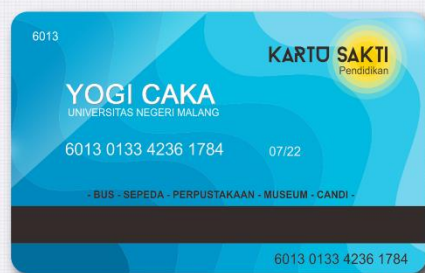 6013
KARTU SAKTI
Pendidikan
YOGI CAKA
UNIVERSITAS NEGERI MALANG
6013 0133 4236 1784
07/22
- BUS - SEPEDA - PERPUSTAKAAN - MUSEUM - CANDI -
6013 0133 4236 1784